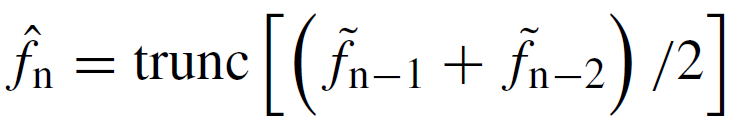 f̂ₙ = trunc[(f̃ₙ₋₁ + f̃ₙ₋₂) /2]